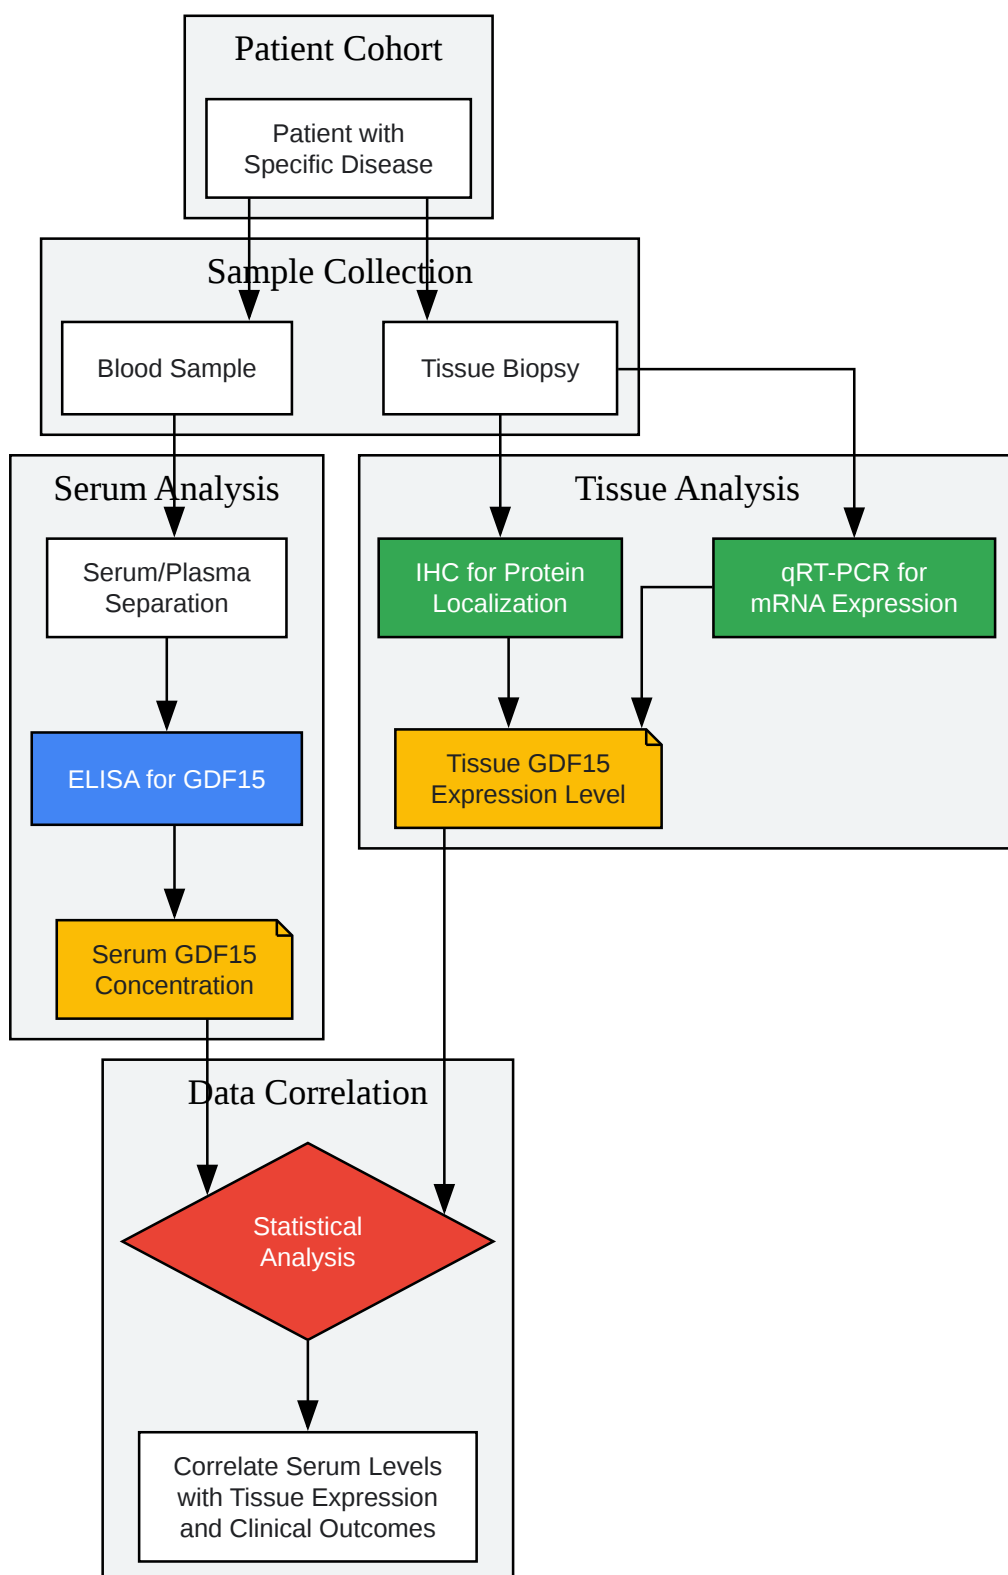 Patient Cohort
Patient with
Specific Disease
Sample Collection
Blood Sample
Tissue Biopsy
Serum Analysis
Serum/Plasma
Separation
ELISA for GDF15
Serum GDF15
Concentration
Tissue Analysis
IHC for Protein
Localization
qRT-PCR for
mRNA Expression
Tissue GDF15
Expression Level
Data Correlation
Statistical
Analysis
Correlate Serum Levels
with Tissue Expression
and Clinical Outcomes